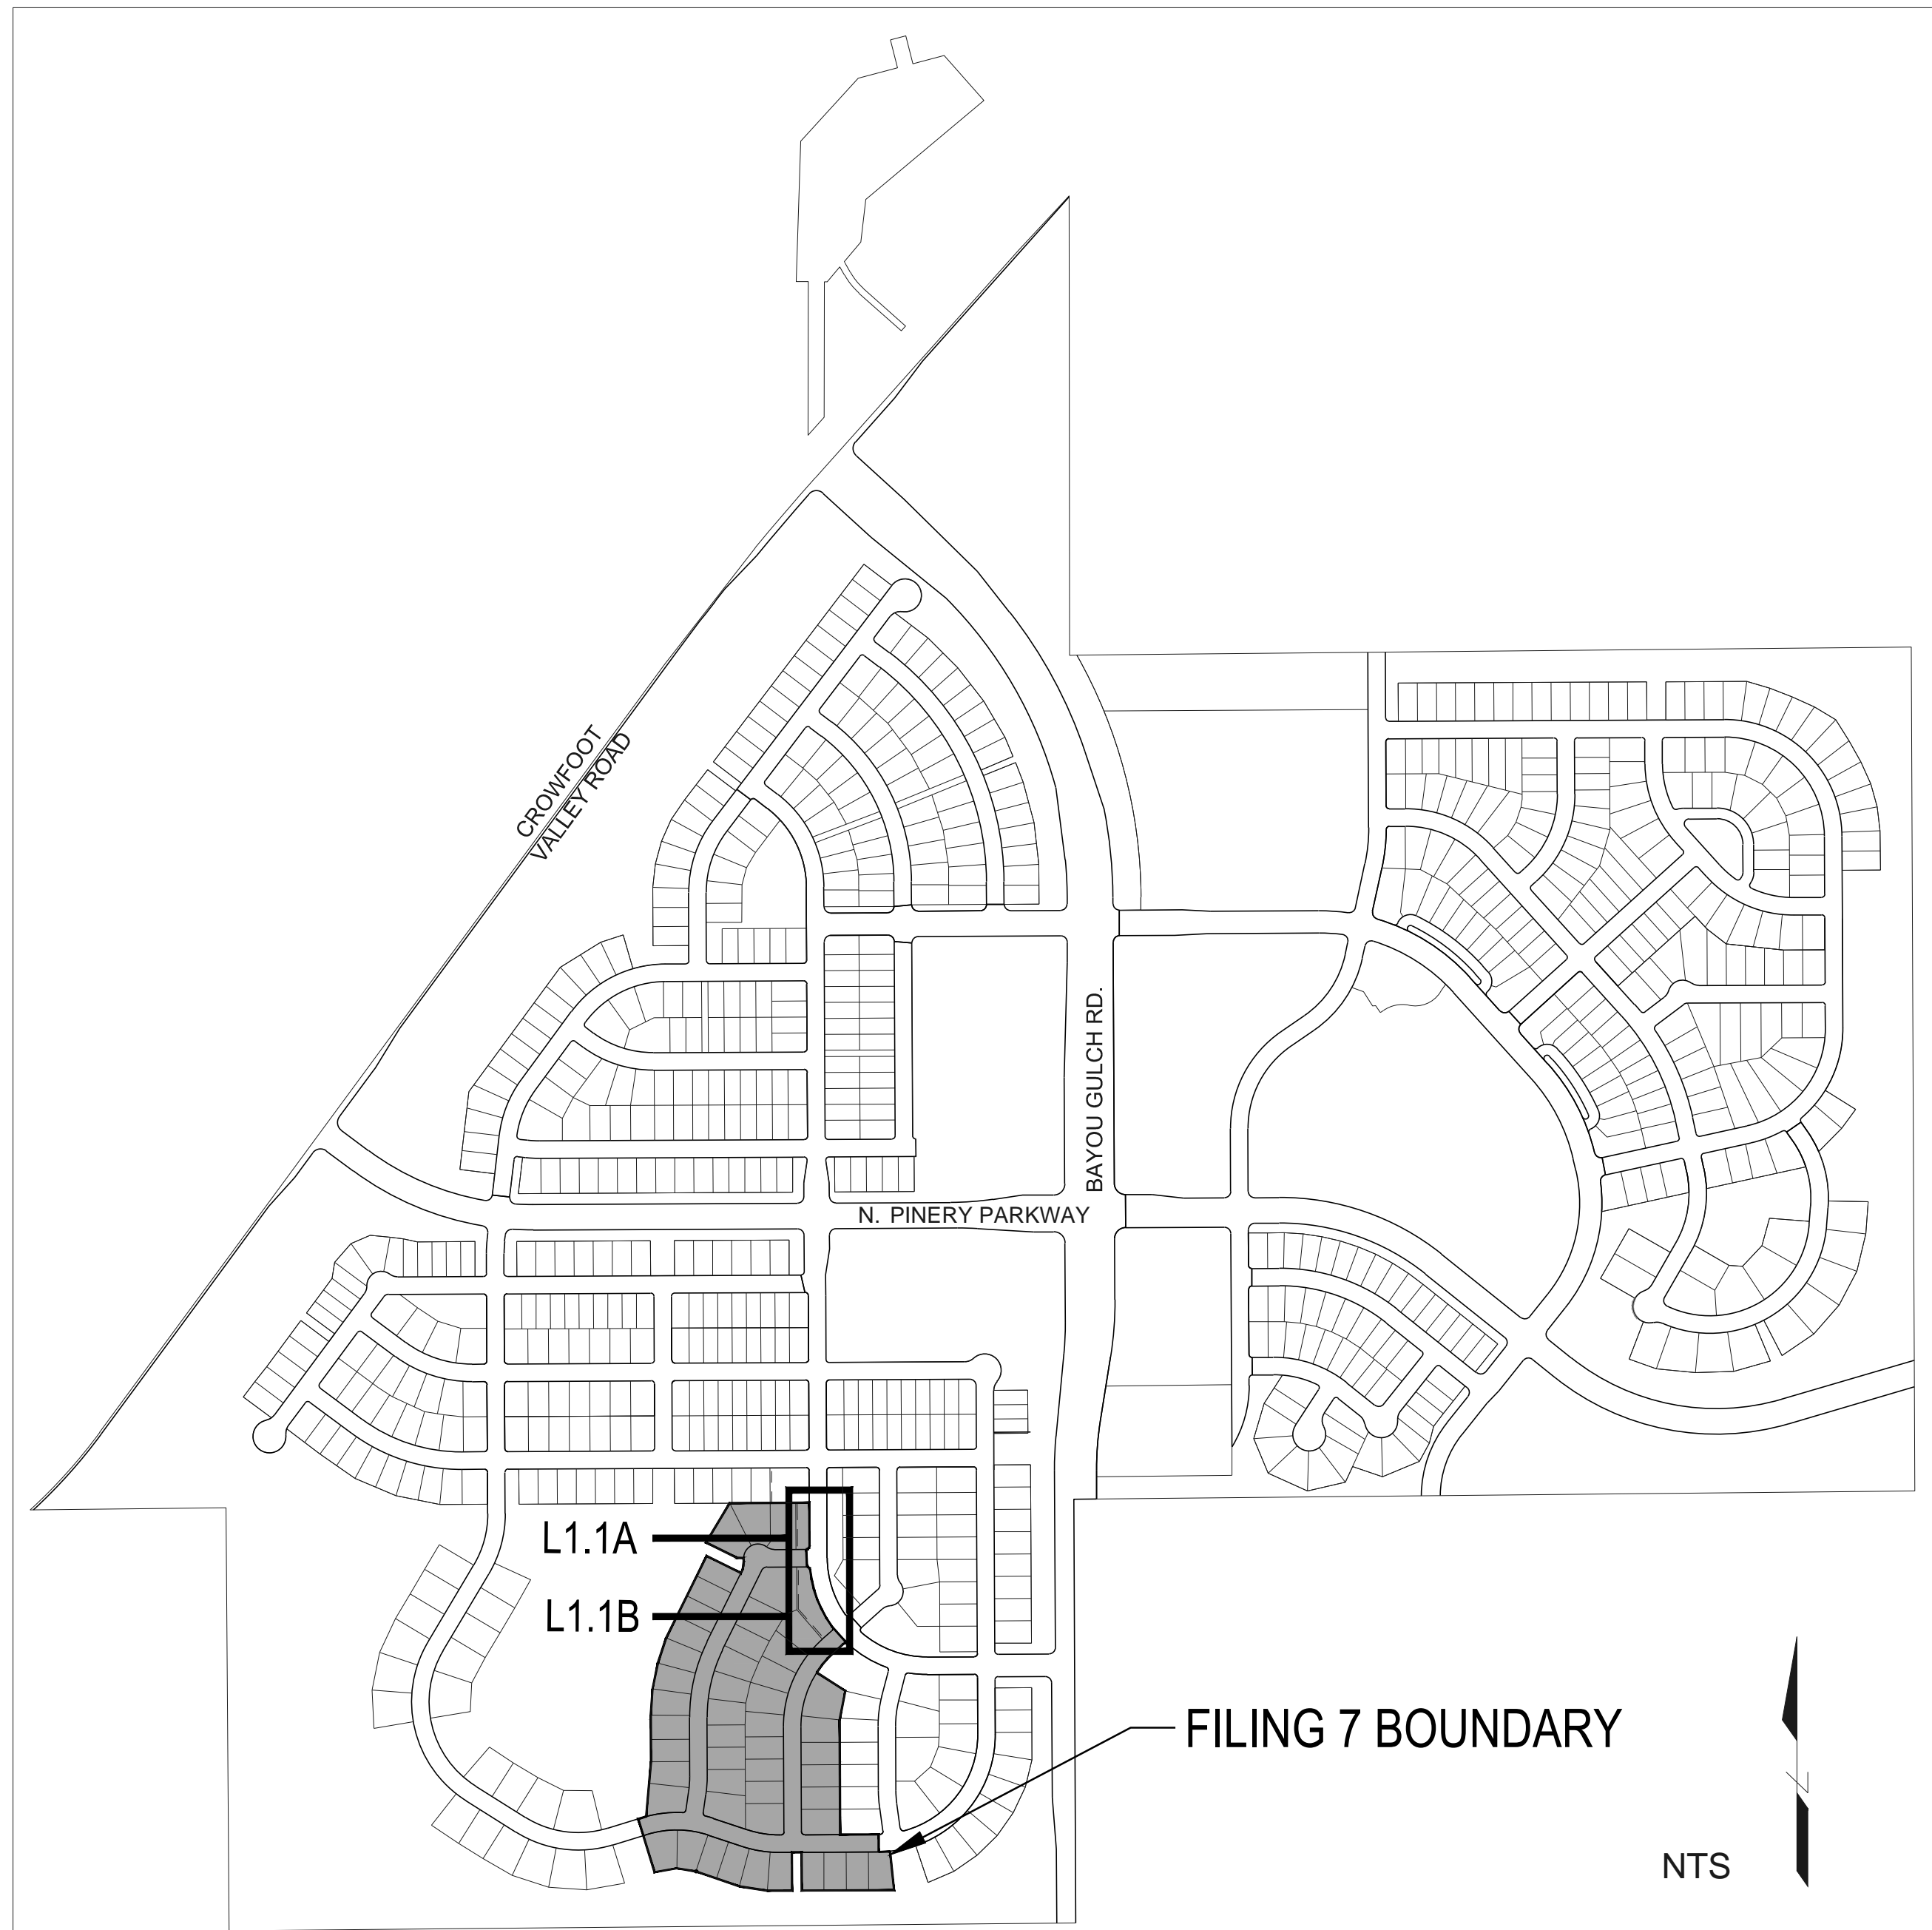 CROWFOOT
VALLEY ROAD
BAYOU GULCH RD.
N. PINERY PARKWAY
L1.1A
L1.1B
FILING 7 BOUNDARY
NTS